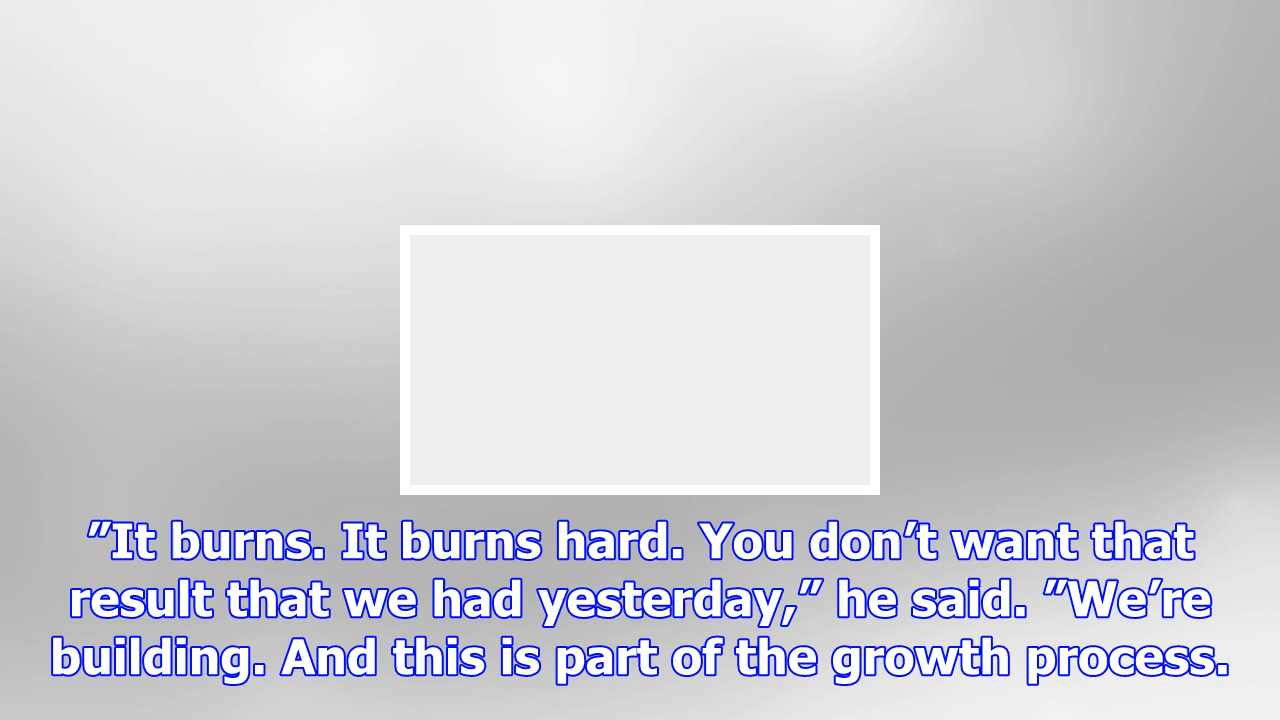 ”It burns. It burns hard. You don’t want that
result that we had yesterday,” he said. ”We’re
building. And this is part of the growth process.